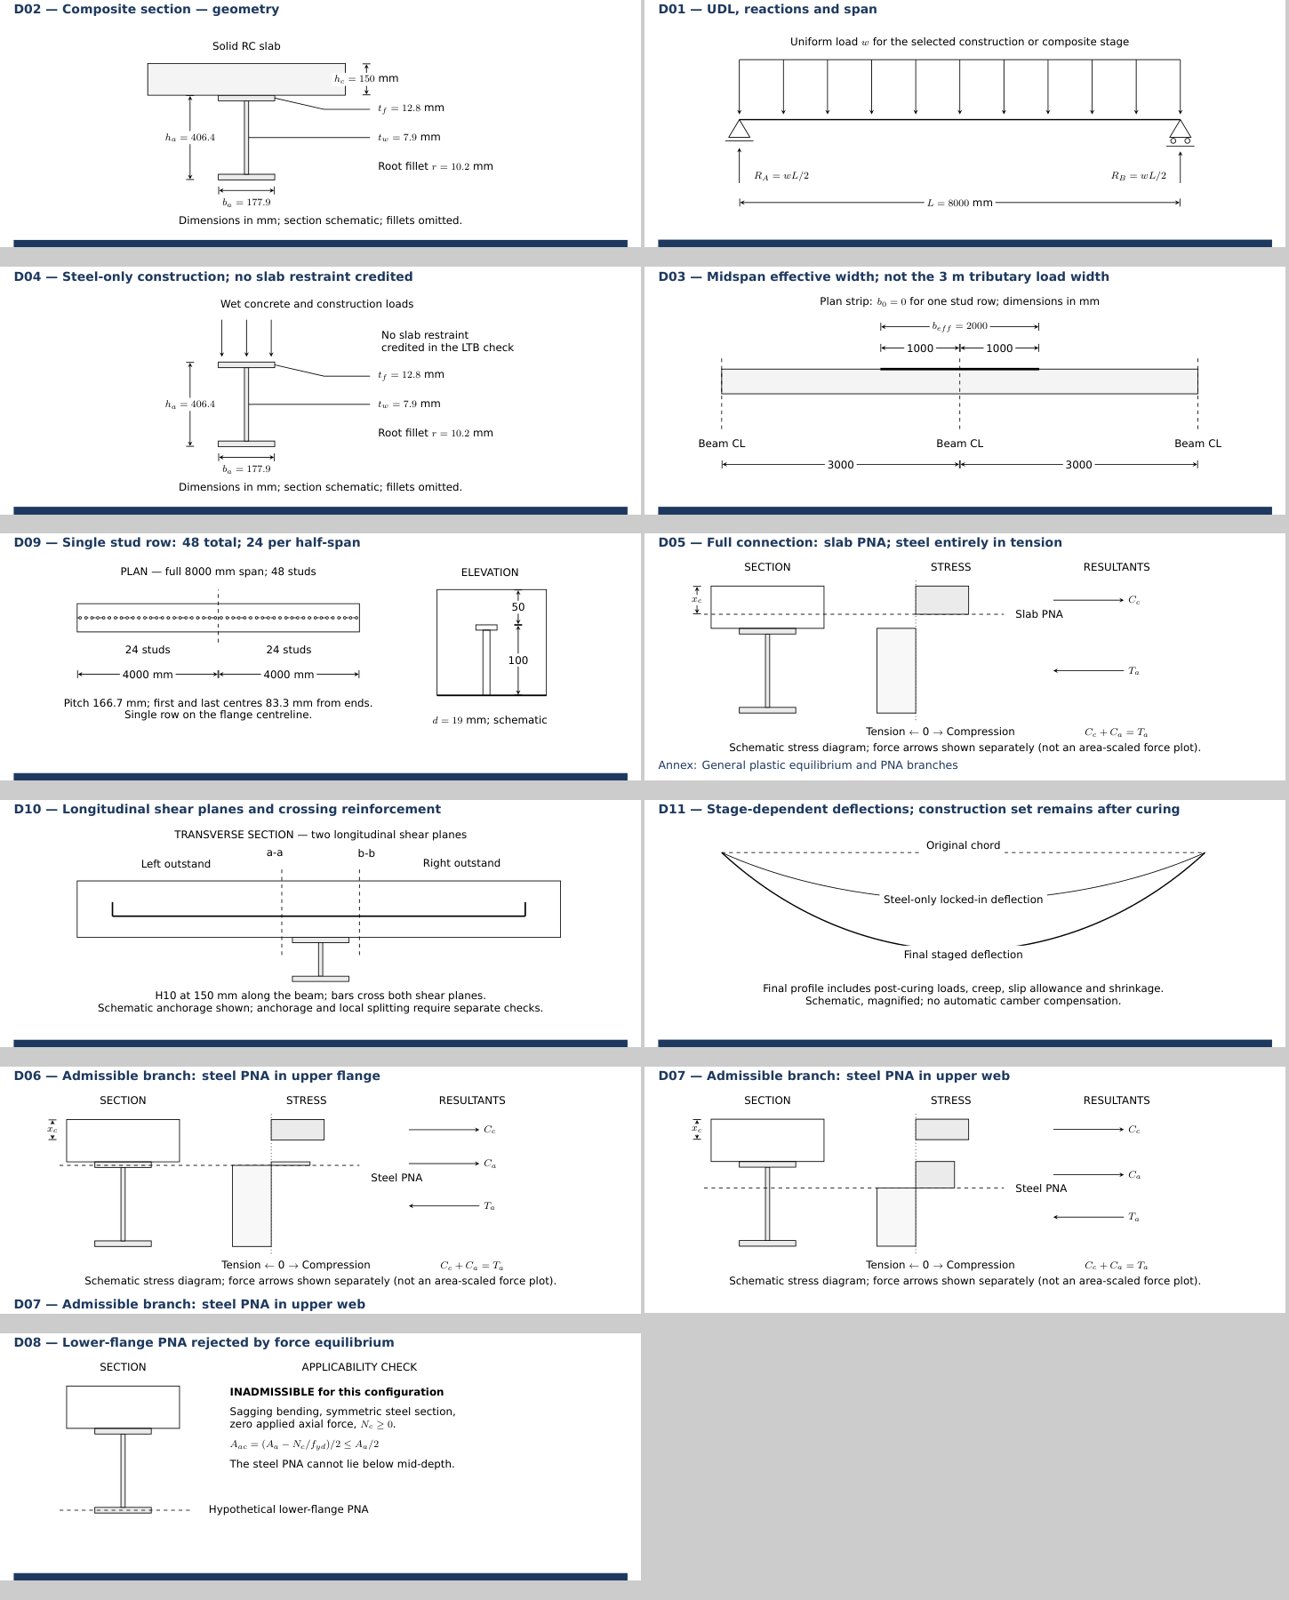 D02 — Composite section — geometry
Solid RC slab
h_c = 150 mm
t_f = 12.8 mm
h_a = 406.4
t_w = 7.9 mm
Root fillet r = 10.2 mm
b_a = 177.9
Dimensions in mm; section schematic; fillets omitted.
D01 — UDL, reactions and span
Uniform load w for the selected construction or composite stage
R_A = wL/2
R_B = wL/2
L = 8000 mm
D04 — Steel-only construction; no slab restraint credited
Wet concrete and construction loads
No slab restraint
credited in the LTB check
t_f = 12.8 mm
h_a = 406.4
t_w = 7.9 mm
Root fillet r = 10.2 mm
b_a = 177.9
Dimensions in mm; section schematic; fillets omitted.
D03 — Midspan effective width; not the 3 m tributary load width
Plan strip: b_0 = 0 for one stud row; dimensions in mm
b_eff = 2000
1000
1000
Beam CL
Beam CL
Beam CL
3000
3000
D09 — Single stud row: 48 total; 24 per half-span
PLAN — full 8000 mm span; 48 studs
24 studs
24 studs
4000 mm
4000 mm
Pitch 166.7 mm; first and last centres 83.3 mm from ends.
Single row on the flange centreline.
ELEVATION
50
100
d = 19 mm; schematic
D05 — Full connection: slab PNA; steel entirely in tension
SECTION
STRESS
RESULTANTS
x_c
C_c
Slab PNA
T_a
Tension ← 0 → Compression
C_c + C_a = T_a
Schematic stress diagram; force arrows shown separately (not an area-scaled force plot).
Annex: General plastic equilibrium and PNA branches
D10 — Longitudinal shear planes and crossing reinforcement
TRANSVERSE SECTION — two longitudinal shear planes
a-a
b-b
Left outstand
Right outstand
H10 at 150 mm along the beam; bars cross both shear planes.
Schematic anchorage shown; anchorage and local splitting require separate checks.
D11 — Stage-dependent deflections; construction set remains after curing
Original chord
Steel-only locked-in deflection
Final staged deflection
Final profile includes post-curing loads, creep, slip allowance and shrinkage.
Schematic, magnified; no automatic camber compensation.
D06 — Admissible branch: steel PNA in upper flange
SECTION
STRESS
RESULTANTS
x_c
C_c
C_a
Steel PNA
T_a
Tension ← 0 → Compression
C_c + C_a = T_a
Schematic stress diagram; force arrows shown separately (not an area-scaled force plot).
D07 — Admissible branch: steel PNA in upper web
D07 — Admissible branch: steel PNA in upper web
SECTION
STRESS
RESULTANTS
x_c
C_c
C_a
Steel PNA
T_a
Tension ← 0 → Compression
C_c + C_a = T_a
Schematic stress diagram; force arrows shown separately (not an area-scaled force plot).
D08 — Lower-flange PNA rejected by force equilibrium
SECTION
APPLICABILITY CHECK
INADMISSIBLE for this configuration
Sagging bending, symmetric steel section,
zero applied axial force, N_c ≥ 0.
A_ac = (A_a − N_c/f_yd)/2 ≤ A_a/2
The steel PNA cannot lie below mid-depth.
Hypothetical lower-flange PNA